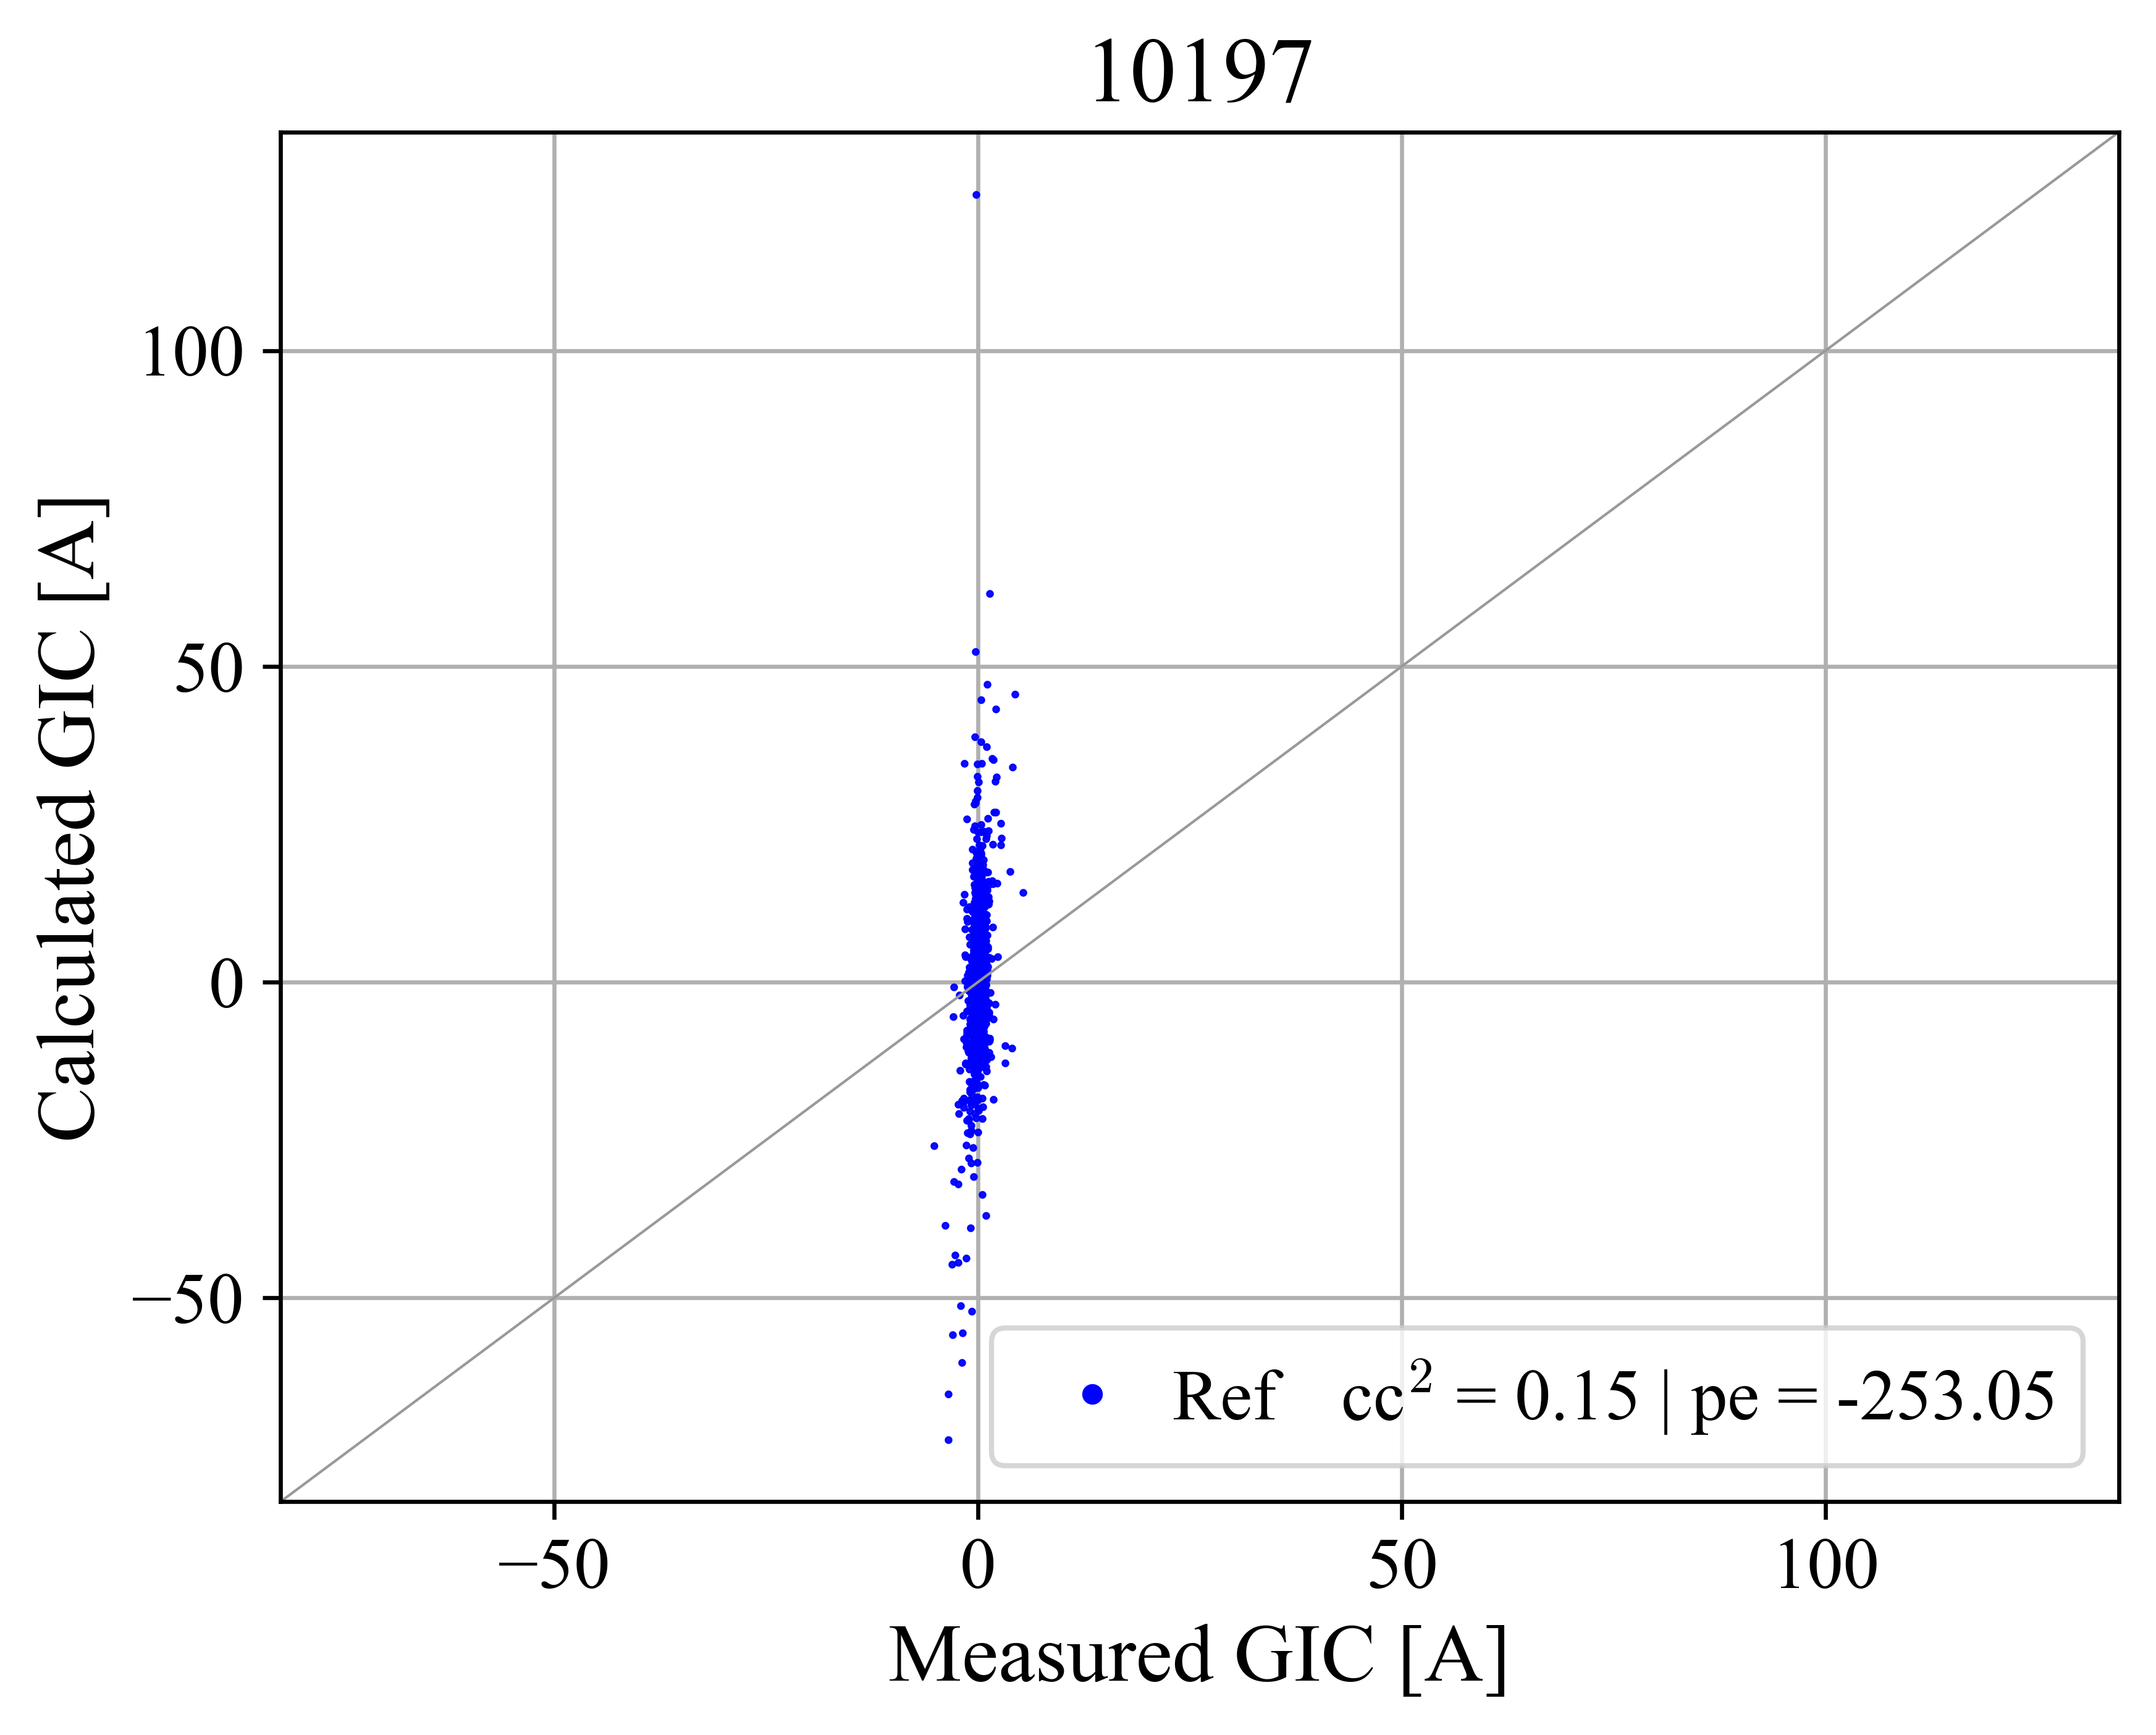 10197
Calculated GIC [A]
100
50
0
−50
Ref cc² = 0.15 | pe = -253.05
−50 0 50 100
Measured GIC [A]